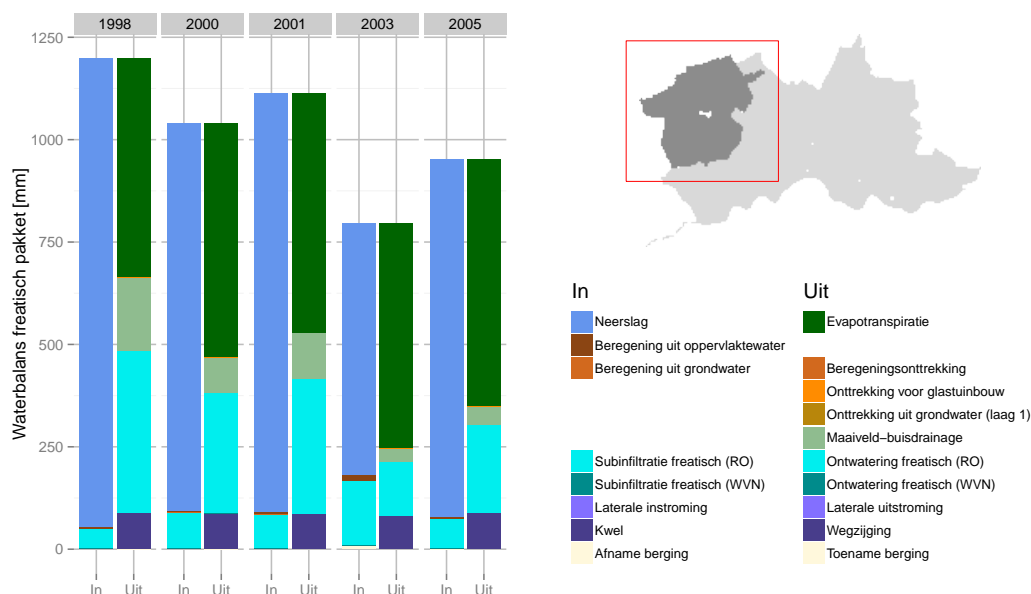 1998 2000 2001 2003 2005
1250
1000
750
500
250
0
Waterbalans freatisch pakket [mm]
In Uit In Uit In Uit In Uit In Uit
In
Neerslag
Beregening uit oppervlaktewater
Beregening uit grondwater
Subinfiltratie freatisch (RO)
Subinfiltratie freatisch (WVN)
Laterale instroming
Kwel
Afname berging
Uit
Evapotranspiratie
Beregeningsonttrekking
Onttrekking voor glastuinbouw
Onttrekking uit grondwater (laag 1)
Maaiveld−buisdrainage
Ontwatering freatisch (RO)
Ontwatering freatisch (WVN)
Laterale uitstroming
Wegzijging
Toename berging